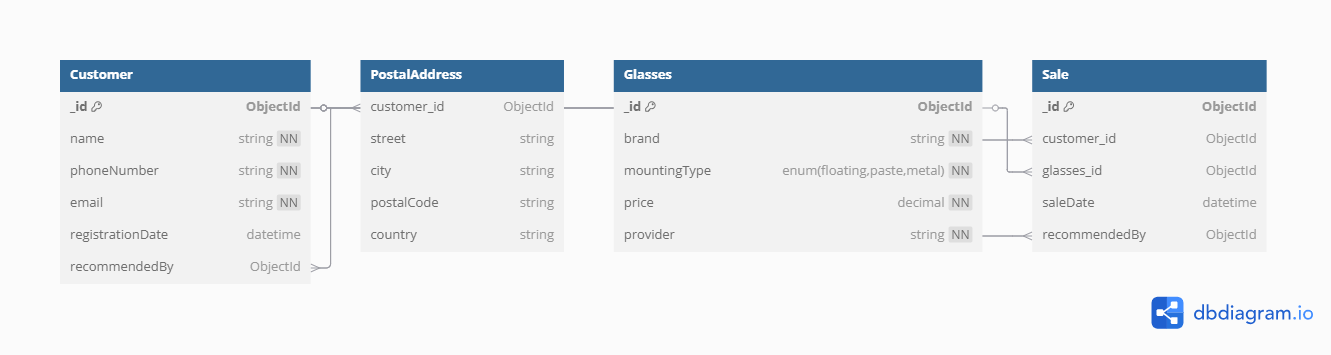 Customer
_id ObjectId
name string NN
phoneNumber string NN
email string NN
registrationDate datetime
recommendedBy ObjectId
PostalAddress
customer_id ObjectId
street string
city string
postalCode string
country string
Glasses
_id ObjectId
brand string NN
mountingType enum(floating,paste,metal) NN
price decimal NN
provider string NN
Sale
_id ObjectId
customer_id ObjectId
glasses_id ObjectId
saleDate datetime
recommendedBy ObjectId
dbdiagram.io